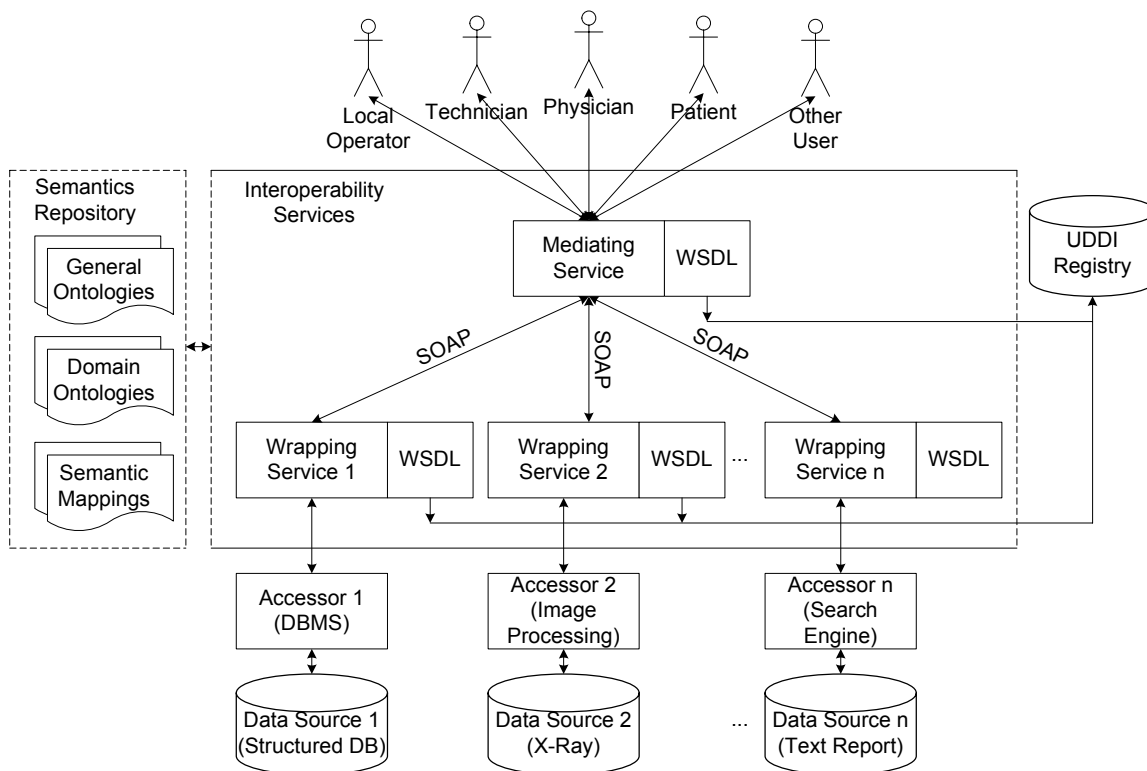 Local
Operator
Technician
Physician
Patient
Other
User
Semantics
Repository
General
Ontologies
Domain
Ontologies
Semantic
Mappings
Interoperability
Services
Mediating
Service
WSDL
UDDI
Registry
SOAP
SOAP
SOAP
Wrapping
Service 1
WSDL
Wrapping
Service 2
WSDL
...
Wrapping
Service n
WSDL
Accessor 1
(DBMS)
Accessor 2
(Image
Processing)
Accessor n
(Search
Engine)
Data Source 1
(Structured DB)
Data Source 2
(X-Ray)
...
Data Source n
(Text Report)